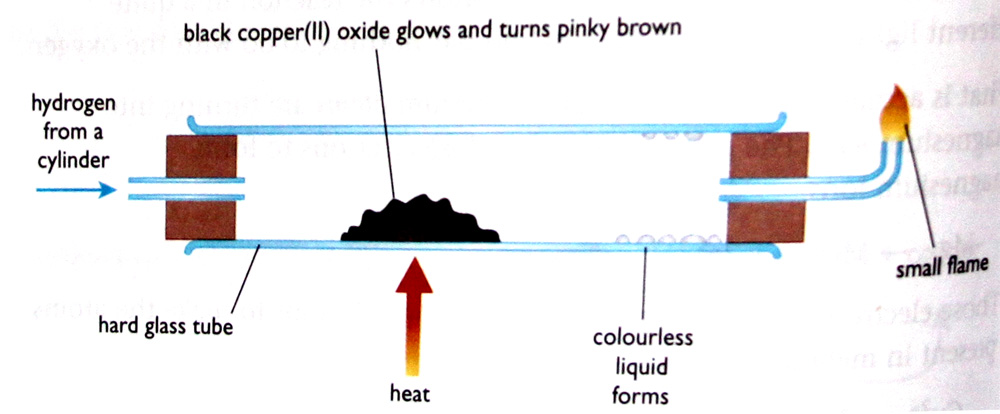 black copper(II) oxide glows and turns pinky brown
hydrogen
from a
cylinder
small flame
hard glass tube
colourless
liquid
forms
heat